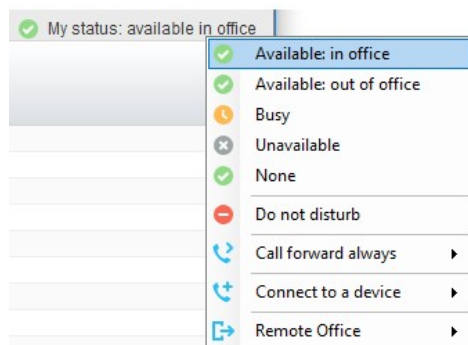 My status: available in office
Available: in office
Available: out of office
Busy
Unavailable
None
Do not disturb
Call forward always
Connect to a device
Remote Office